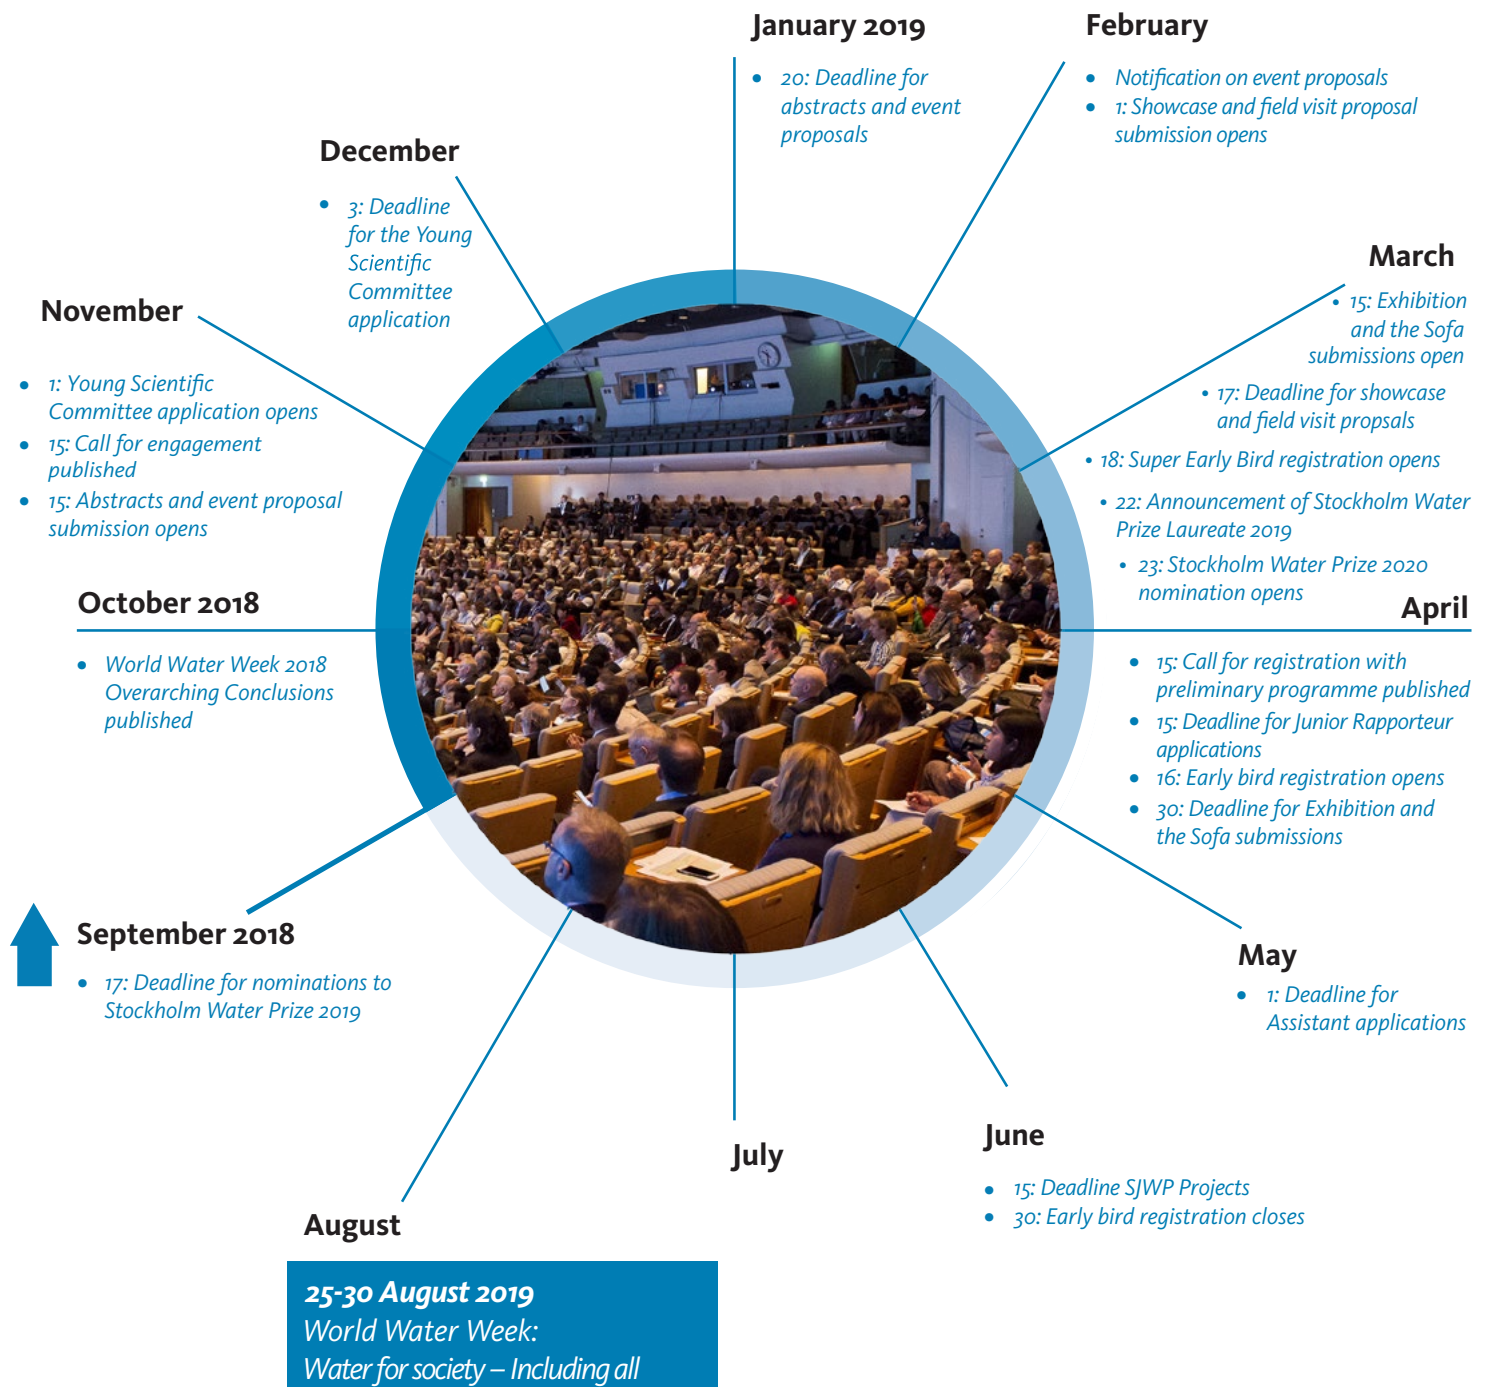 January 2019
• 20: Deadline for
abstracts and event
proposals
February
• Notification on event proposals
• 1: Showcase and field visit proposal
submission opens
March
• 15: Exhibition
and the Sofa
submissions open
• 17: Deadline for showcase
and field visit propsals
• 18: Super Early Bird registration opens
• 22: Announcement of Stockholm Water
Prize Laureate 2019
• 23: Stockholm Water Prize 2020
nomination opens
April
• 15: Call for registration with
preliminary programme published
• 15: Deadline for Junior Rapporteur
applications
• 16: Early bird registration opens
• 30: Deadline for Exhibition and
the Sofa submissions
May
• 1: Deadline for
Assistant applications
June
• 15: Deadline SJWP Projects
• 30: Early bird registration closes
July
August
25-30 August 2019
World Water Week:
Water for society – Including all
September 2018
• 17: Deadline for nominations to
Stockholm Water Prize 2019
October 2018
• World Water Week 2018
Overarching Conclusions
published
November
• 1: Young Scientific
Committee application opens
• 15: Call for engagement
published
• 15: Abstracts and event proposal
submission opens
December
• 3: Deadline
for the Young
Scientific
Committee
application